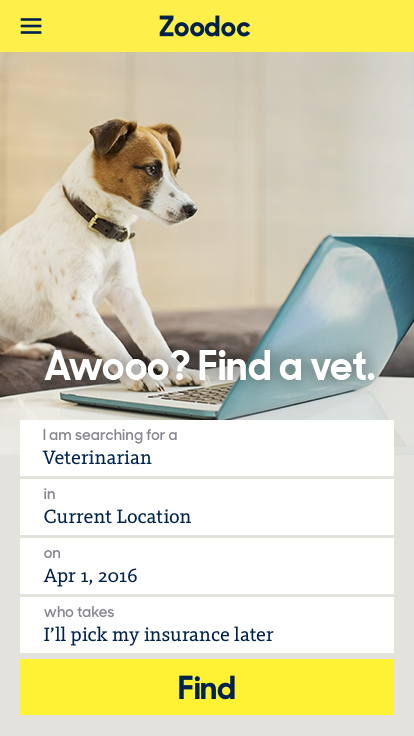 Zoodoc
Awooo? Find a vet.
I am searching for a
Veterinarian
in
Current Location
on
Apr 1, 2016
who takes
I’ll pick my insurance later
Find